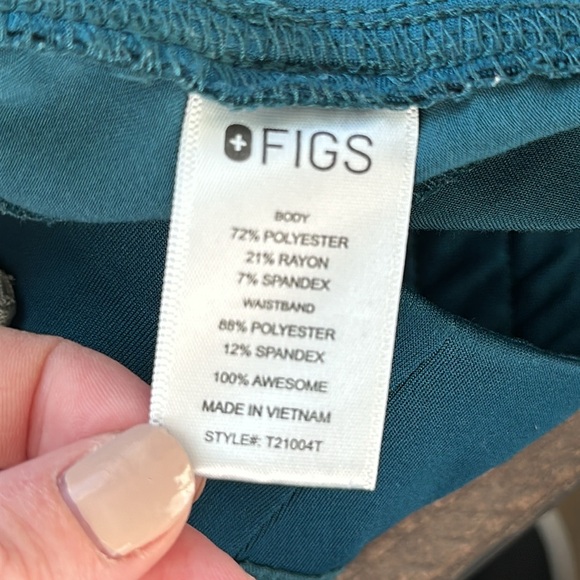 FIGS
BODY
72% POLYESTER
21% RAYON
7% SPANDEX
WAISTBAND
88% POLYESTER
12% SPANDEX
100% AWESOME
MADE IN VIETNAM
STYLE#: T21004T